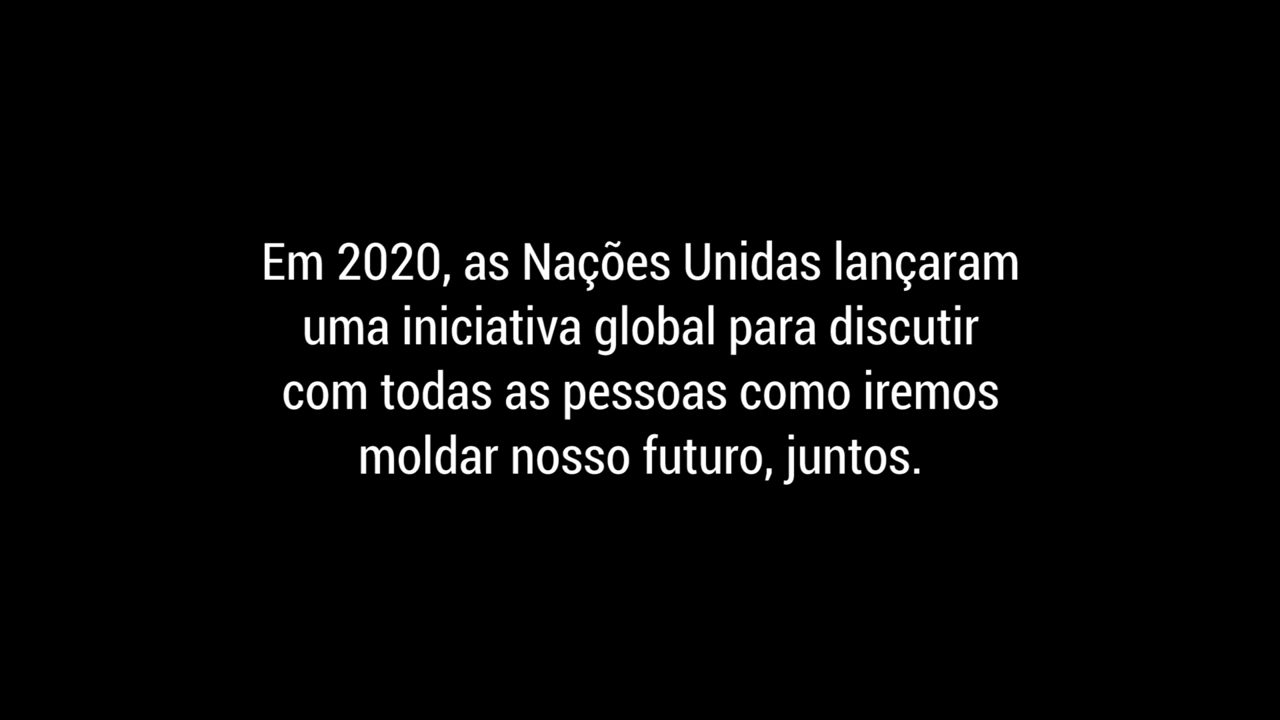 Em 2020, as Nações Unidas lançaram
uma iniciativa global para discutir
com todas as pessoas como iremos
moldar nosso futuro, juntos.